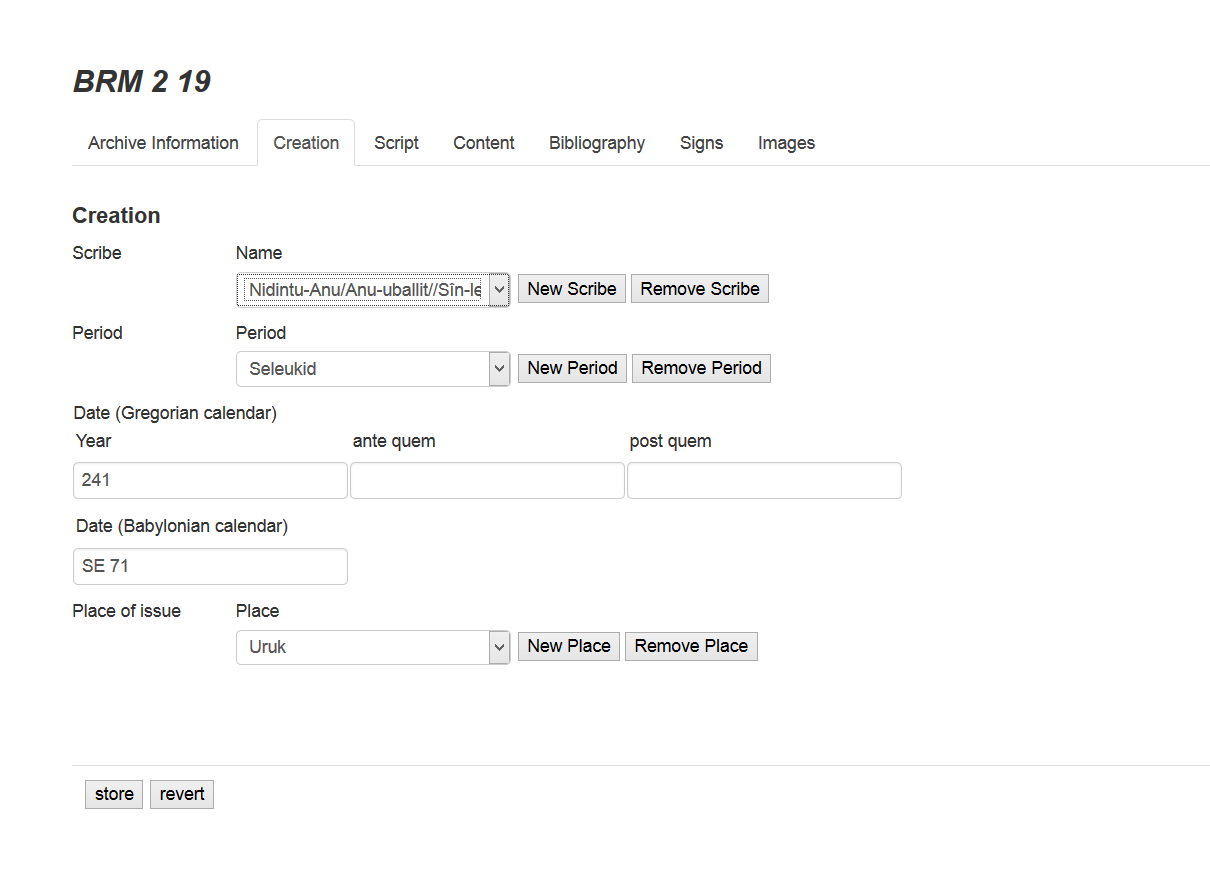 BRM 2 19
Archive Information Creation Script Content Bibliography Signs Images
Creation
Scribe Name
Nidintu-Anu/Anu-uballit//Sîn-le New Scribe Remove Scribe
Period Period
Seleukid New Period Remove Period
Date (Gregorian calendar)
Year ante quem post quem
241
Date (Babylonian calendar)
SE 71
Place of issue Place
Uruk New Place Remove Place
store revert